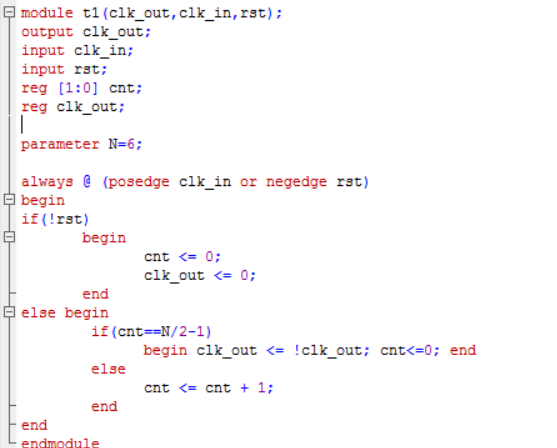 module t1(clk_out,clk_in,rst);
output clk_out;
input clk_in;
input rst;
reg [1:0] cnt;
reg clk_out;
parameter N=6;
always @ (posedge clk_in or negedge rst)
begin
if(!rst)
begin
cnt <= 0;
clk_out <= 0;
end
else begin
if(cnt==N/2-1)
begin clk_out <= !clk_out; cnt<=0; end
else
cnt <= cnt + 1;
end
end
endmodule